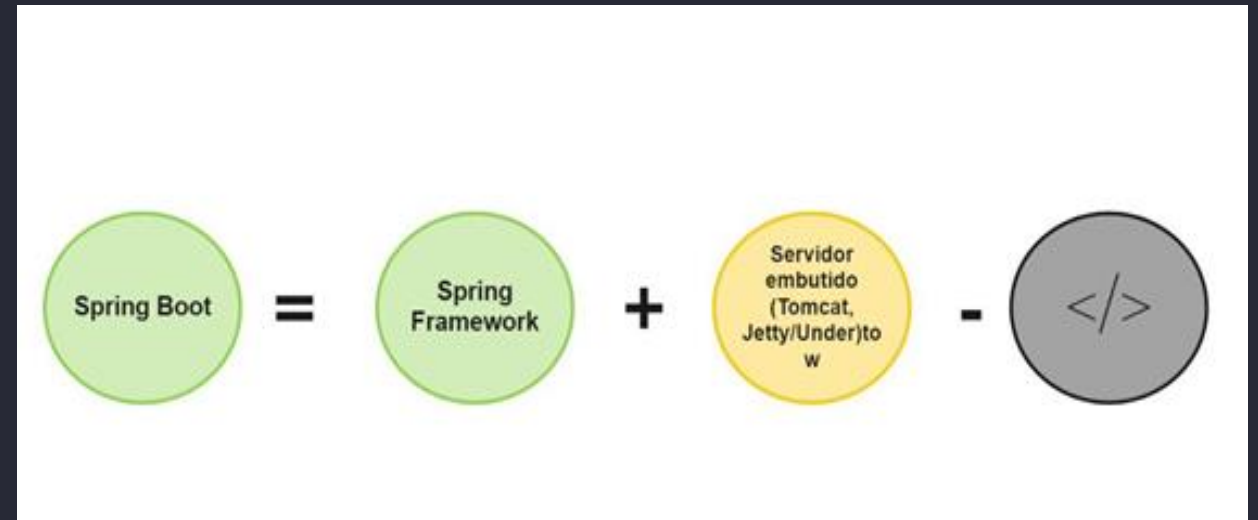 Spring Boot
=
Spring
Framework
+
Servidor
embutido
(Tomcat,
Jetty/Under)to
w
-
</>